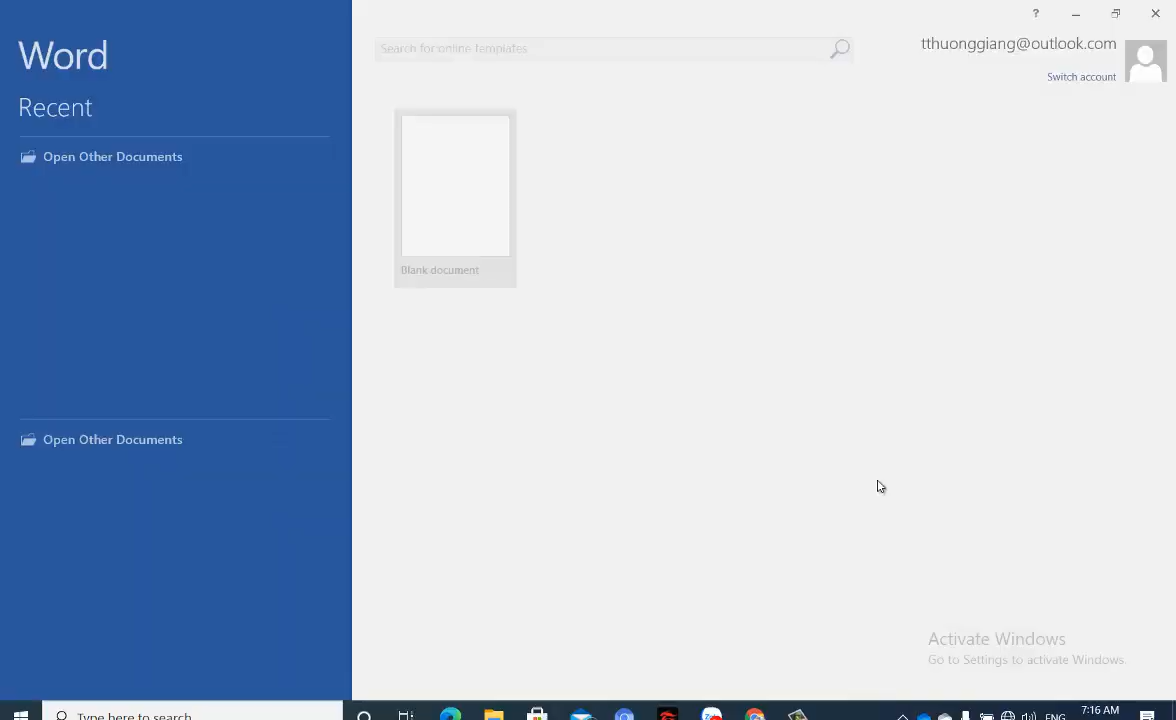 Word
Recent
Open Other Documents
Open Other Documents
Search for online templates
tthuonggiang@outlook.com
Switch account
Blank document
Activate Windows
Go to Settings to activate Windows.
Type here to search
ENG
7:16 AM